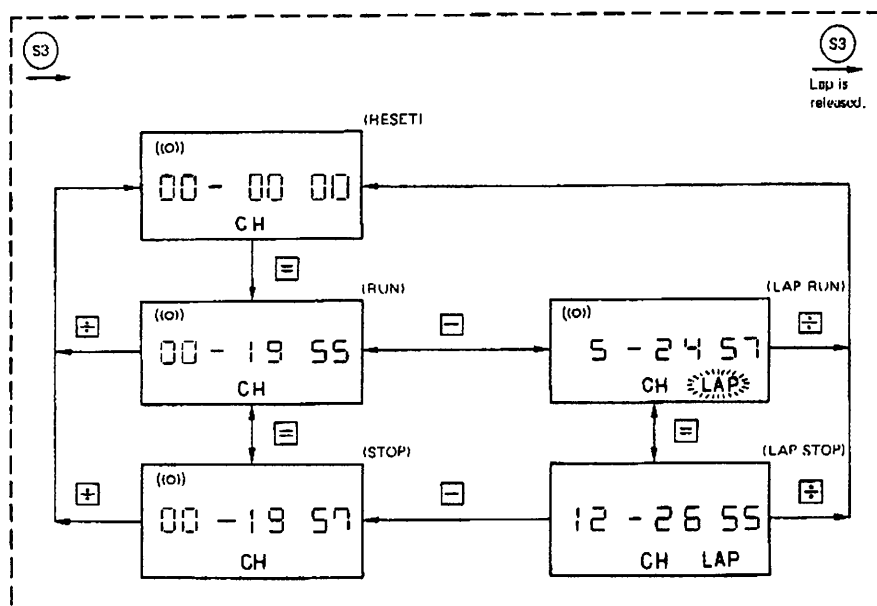 S3
S3
Lap is released.
(RESET)
((O))
00 - 00 00
CH
=
(RUN)
(LAP RUN)
÷
((O))
00 - 19 55
CH
−
((O))
5 - 24 57
CH LAP
÷
=
=
(STOP)
(LAP STOP)
÷
((O))
00 - 19 57
CH
−
12 - 26 55
CH LAP
÷